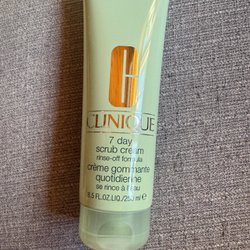 CLINIQUE
7 day
scrub cream
rinse-off formula
crème gommante
quotidienne
se rince à l'eau
8.5 FL.OZ.LIQ./250 ml e